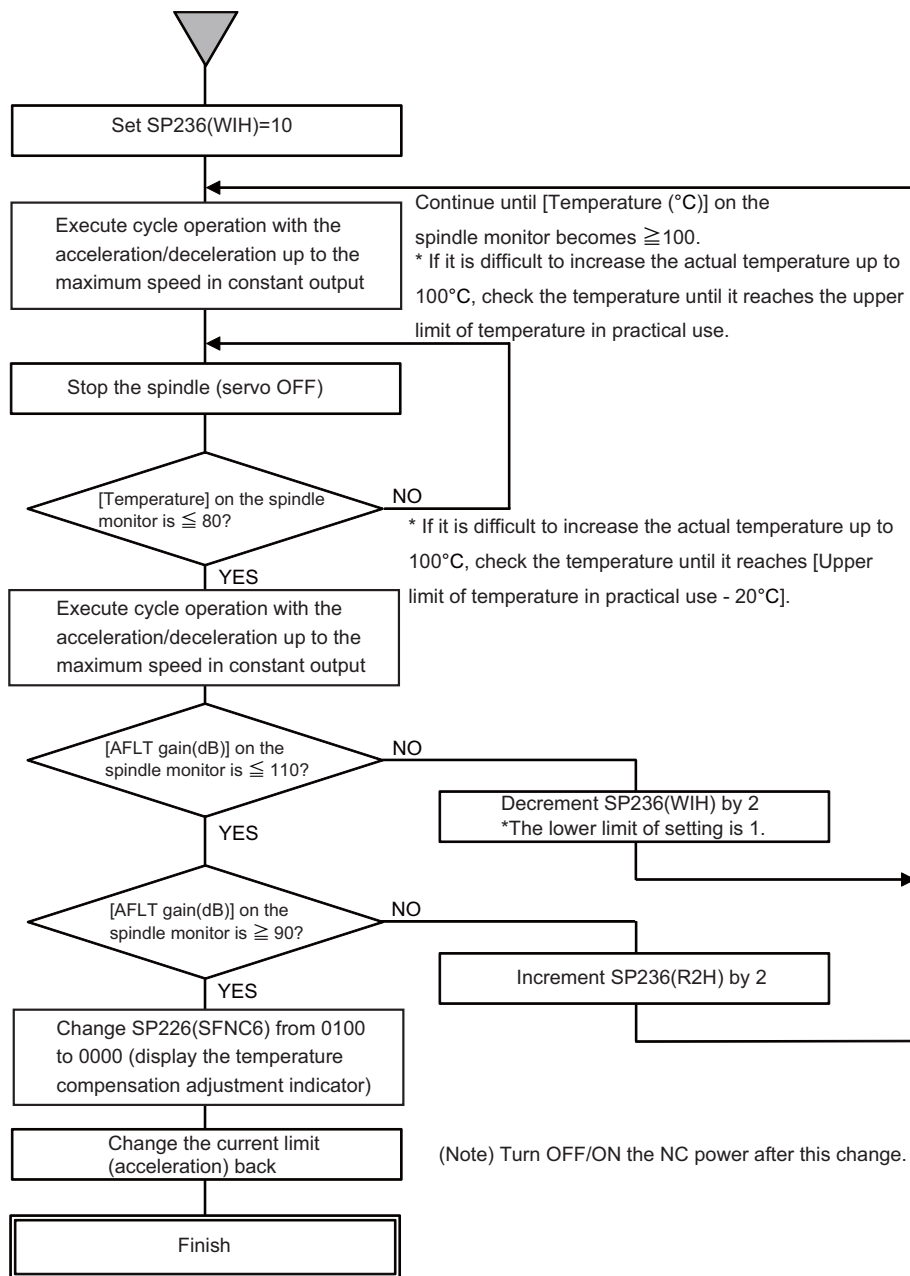 Set SP236(WIH)=10
Execute cycle operation with the
acceleration/deceleration up to the
maximum speed in constant output
Continue until [Temperature (°C)] on the
spindle monitor becomes ≧100.
* If it is difficult to increase the actual temperature up to
100°C, check the temperature until it reaches the upper
limit of temperature in practical use.
Stop the spindle (servo OFF)
[Temperature] on the spindle
monitor is ≦ 80?
NO
* If it is difficult to increase the actual temperature up to
100°C, check the temperature until it reaches [Upper
limit of temperature in practical use - 20°C].
YES
Execute cycle operation with the
acceleration/deceleration up to the
maximum speed in constant output
[AFLT gain(dB)] on the
spindle monitor is ≦ 110?
NO
Decrement SP236(WIH) by 2
*The lower limit of setting is 1.
YES
[AFLT gain(dB)] on the
spindle monitor is ≧ 90?
NO
Increment SP236(R2H) by 2
YES
Change SP226(SFNC6) from 0100
to 0000 (display the temperature
compensation adjustment indicator)
Change the current limit
(acceleration) back
(Note) Turn OFF/ON the NC power after this change.
Finish